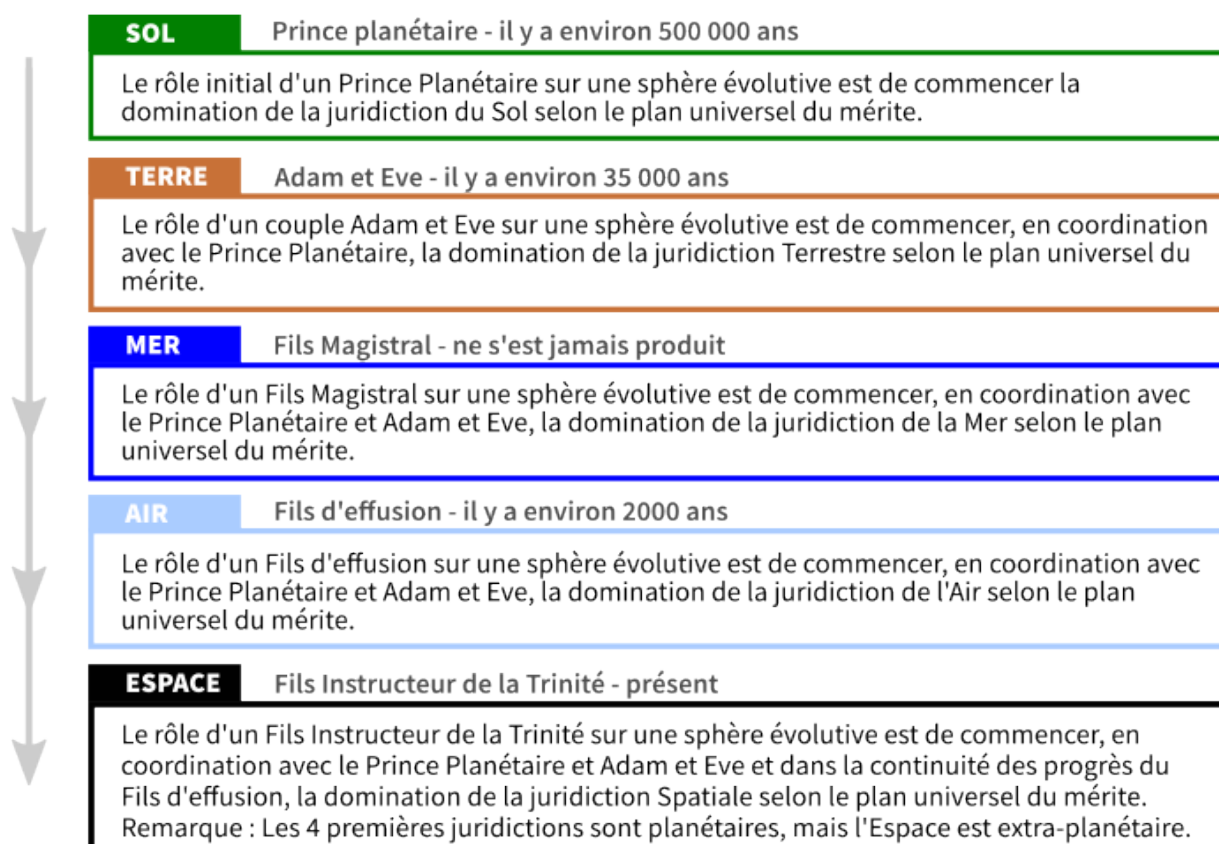 SOL Prince planétaire - il y a environ 500 000 ans
Le rôle initial d'un Prince Planétaire sur une sphère évolutive est de commencer la
domination de la juridiction du Sol selon le plan universel du mérite.
TERRE Adam et Eve - il y a environ 35 000 ans
Le rôle d'un couple Adam et Eve sur une sphère évolutive est de commencer, en coordination
avec le Prince Planétaire, la domination de la juridiction Terrestre selon le plan universel du
mérite.
MER Fils Magistral - ne s'est jamais produit
Le rôle d'un Fils Magistral sur une sphère évolutive est de commencer, en coordination avec
le Prince Planétaire et Adam et Eve, la domination de la juridiction de la Mer selon le plan
universel du mérite.
AIR Fils d'effusion - il y a environ 2000 ans
Le rôle d'un Fils d'effusion sur une sphère évolutive est de commencer, en coordination avec
le Prince Planétaire et Adam et Eve, la domination de la juridiction de l'Air selon le plan
universel du mérite.
ESPACE Fils Instructeur de la Trinité - présent
Le rôle d'un Fils Instructeur de la Trinité sur une sphère évolutive est de commencer, en
coordination avec le Prince Planétaire et Adam et Eve et dans la continuité des progrès du
Fils d'effusion, la domination de la juridiction Spatiale selon le plan universel du mérite.
Remarque : Les 4 premières juridictions sont planétaires, mais l'Espace est extra-planétaire.